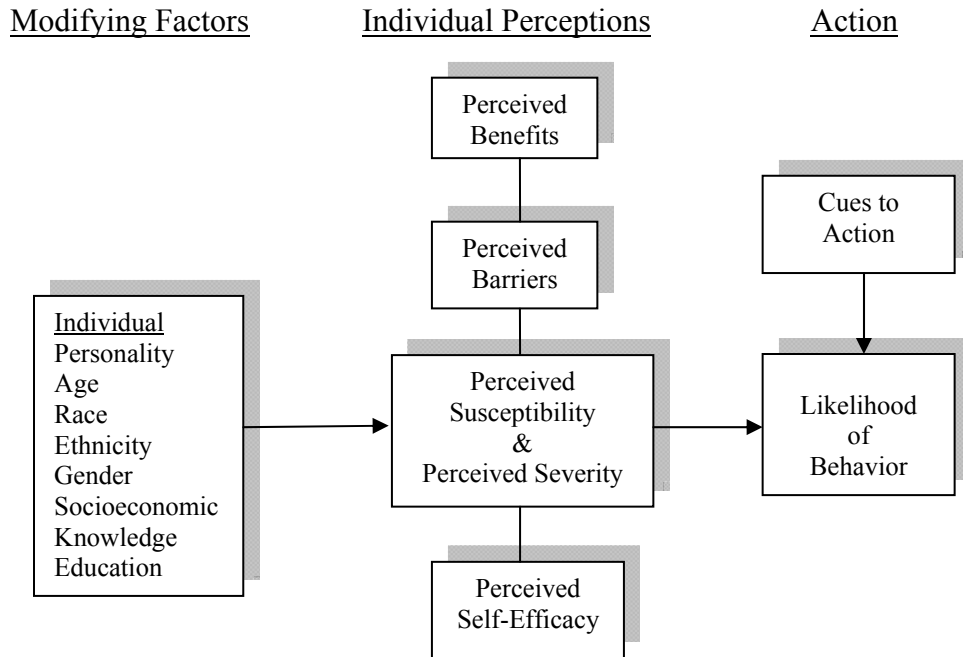 Modifying Factors
Individual Perceptions
Action
Perceived
Benefits
Cues to
Action
Perceived
Barriers
Individual
Personality
Age
Race
Ethnicity
Gender
Socioeconomic
Knowledge
Education
Perceived
Susceptibility
&
Perceived Severity
Likelihood
of
Behavior
Perceived
Self-Efficacy